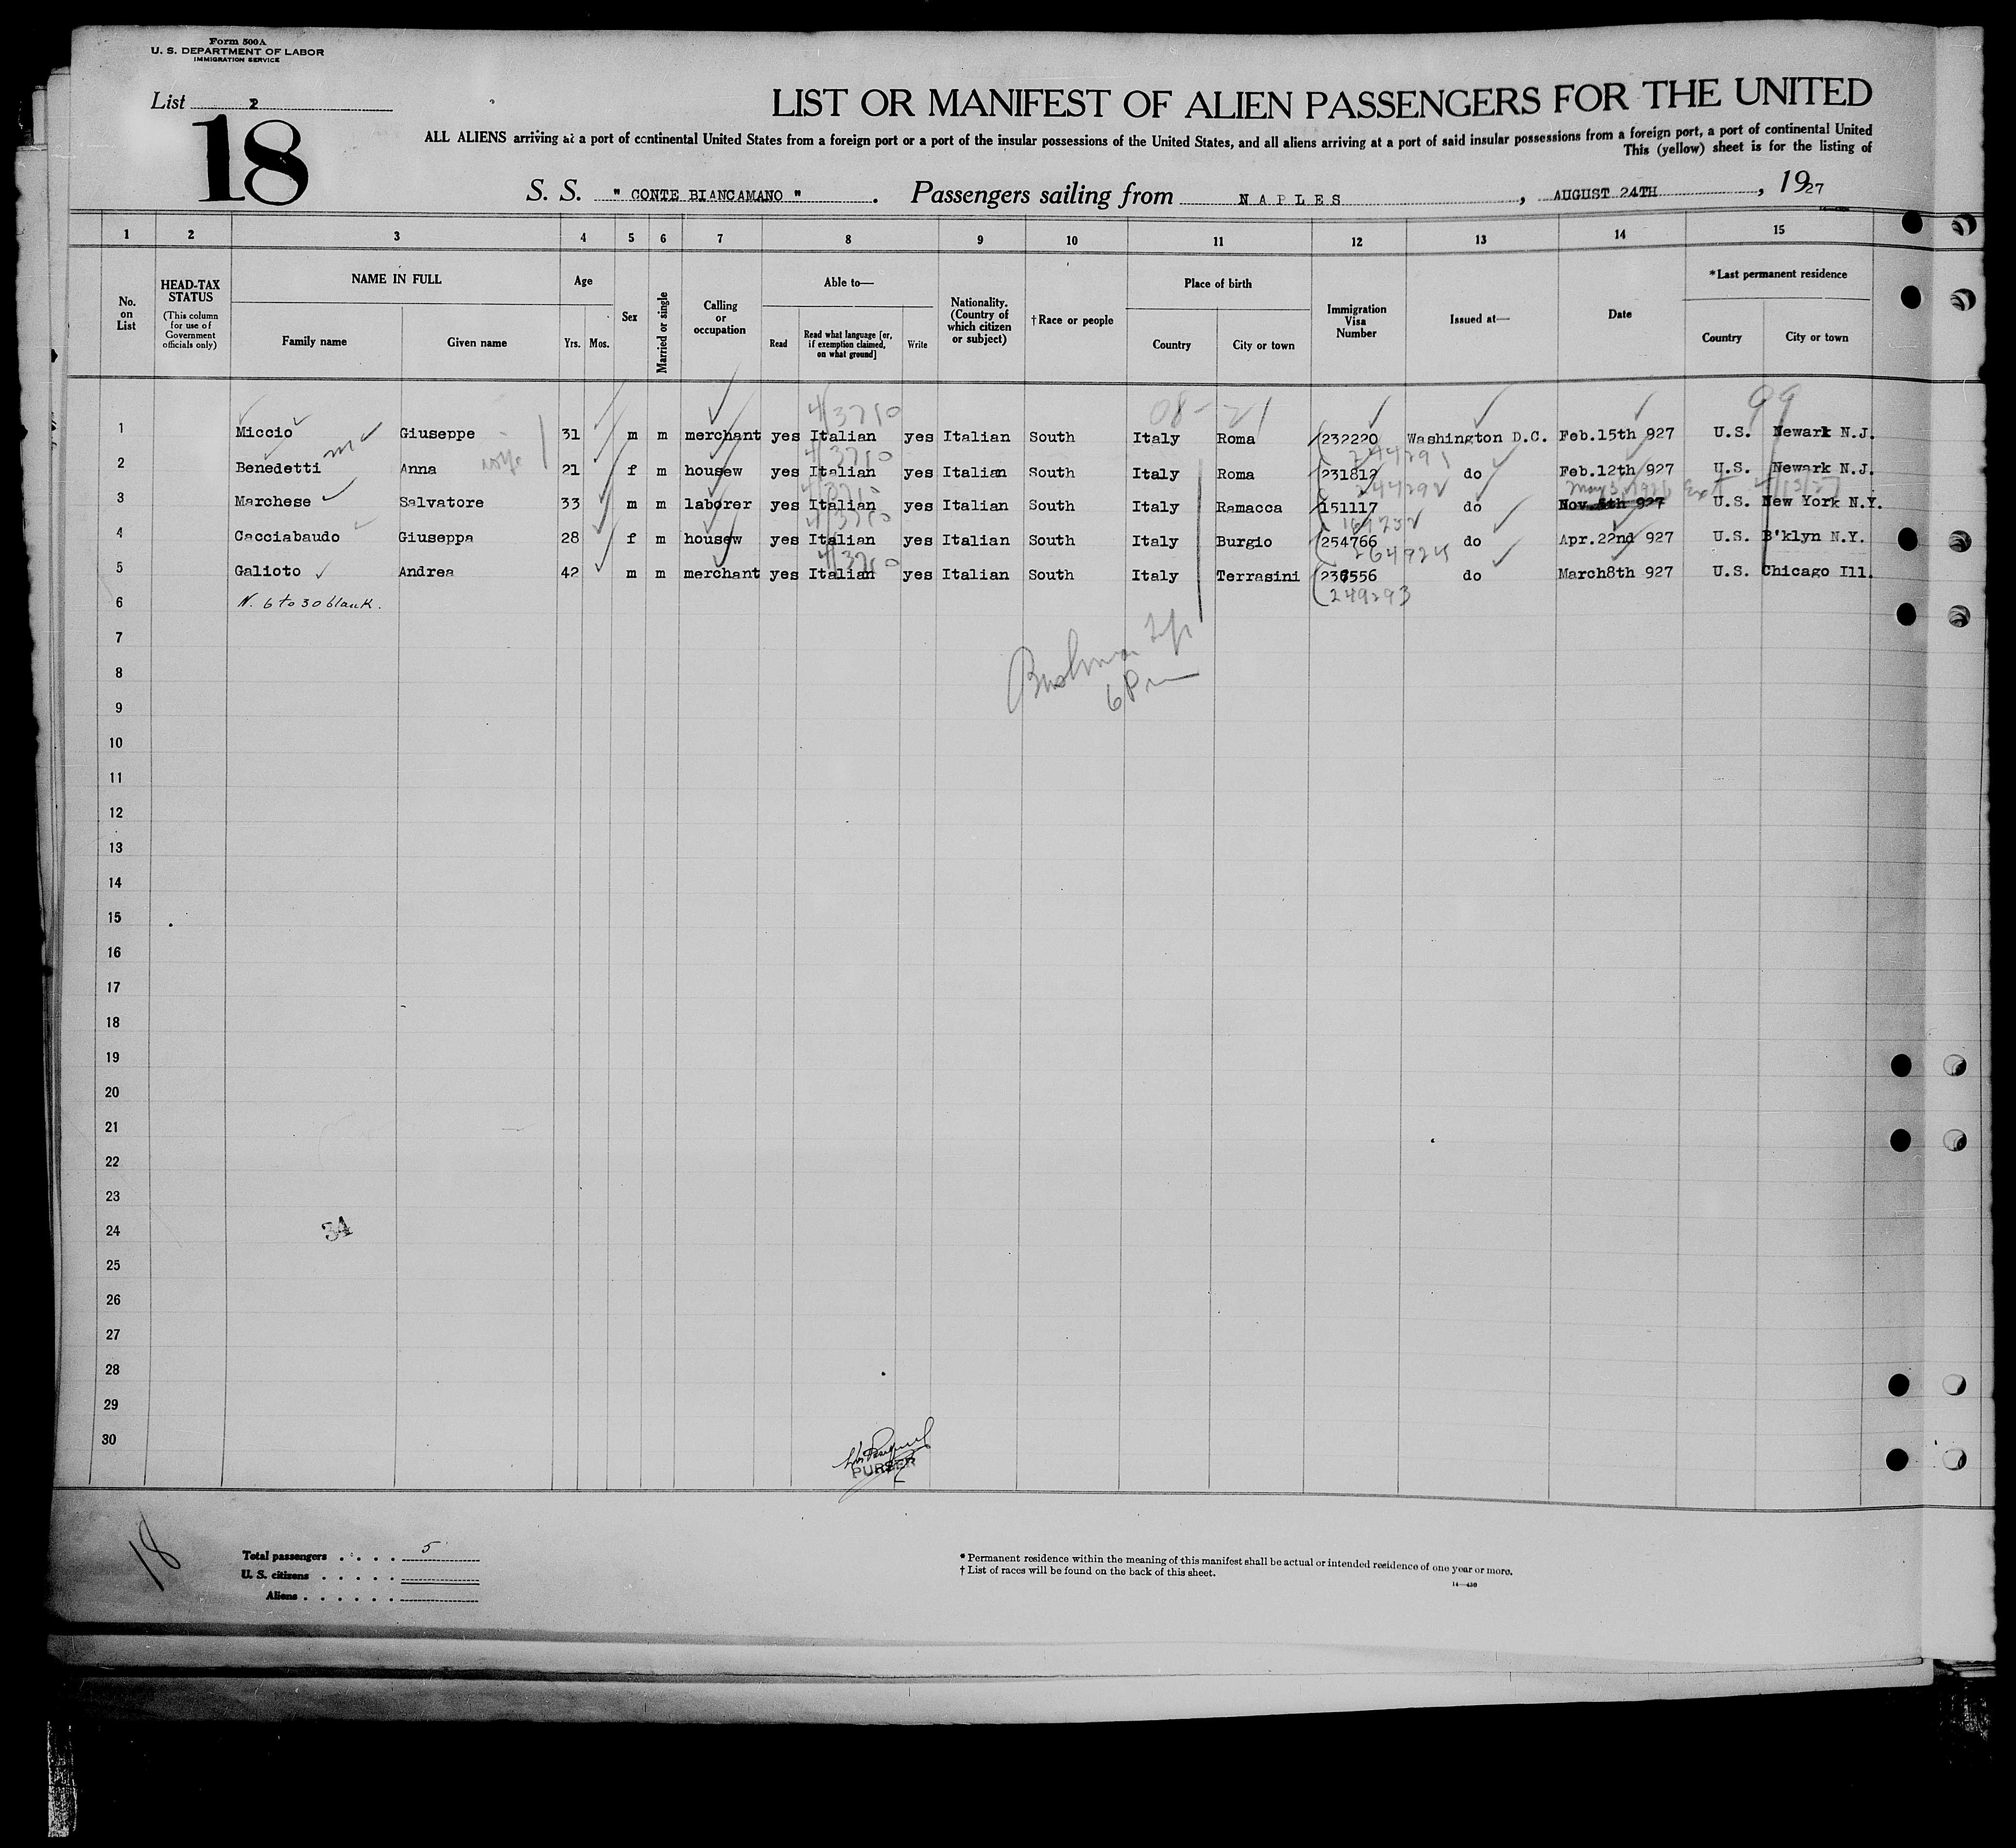 Form 500A
U. S. DEPARTMENT OF LABOR
IMMIGRATION SERVICE
List 2
18
LIST OR MANIFEST OF ALIEN PASSENGERS FOR THE UNITED
ALL ALIENS arriving at a port of continental United States from a foreign port or a port of the insular possessions of the United States, and all aliens arriving at a port of said insular possessions from a foreign port, a port of continental United
This (yellow) sheet is for the listing of
S. S. " CONTE BIANCAMANO " . Passengers sailing from NAPLES , AUGUST 24TH , 1927
1 2 3 4 5 6 7 8 9 10 11 12 13 14 15
No. on List
HEAD-TAX STATUS (This column for use of Government officials only)
NAME IN FULL
Family name Given name
Age
Yrs. Mos.
Sex
Married or single
Calling or occupation
Able to—
Read Read what language [or, if exemption claimed, on what ground] Write
Nationality. (Country of which citizen or subject)
†Race or people
Place of birth
Country City or town
Immigration Visa Number
Issued at—
Date
*Last permanent residence
Country City or town
08- 21 99
1 Miccio Giuseppe 31 m m merchant yes Italian yes Italian South Italy Roma 232220 Washington D.C. Feb.15th 927 U.S. Newark N.J.
244291
2 Benedetti Anna wife 21 f m housew yes Italian yes Italian South Italy Roma 231812 do Feb.12th 927 U.S. Newark N.J.
244292
3 Marchese Salvatore 33 m m laborer yes Italian yes Italian South Italy Ramacca 151117 do Nov. 927 U.S. New York N.Y.
4 Cacciabaudo Giuseppa 28 f m housew yes Italian yes Italian South Italy Burgio 254766 do Apr.22nd 927 U.S. B'klyn N.Y.
5 Galioto Andrea 42 m m merchant yes Italian yes Italian South Italy Terrasini 556 do March8th 927 U.S. Chicago Ill.
249293
6 N. 6 to 30 blank.
7
8
6 Pm
9
10
11
12
13
14
15
16
17
18
19
20
21
22
23
24
34
25
26
27
28
29
30
PURSER
18
Total passengers . . . . 5
U. S. citizens . . . . .
Aliens . . . . . .
* Permanent residence within the meaning of this manifest shall be actual or intended residence of one year or more.
† List of races will be found on the back of this sheet.
14—430